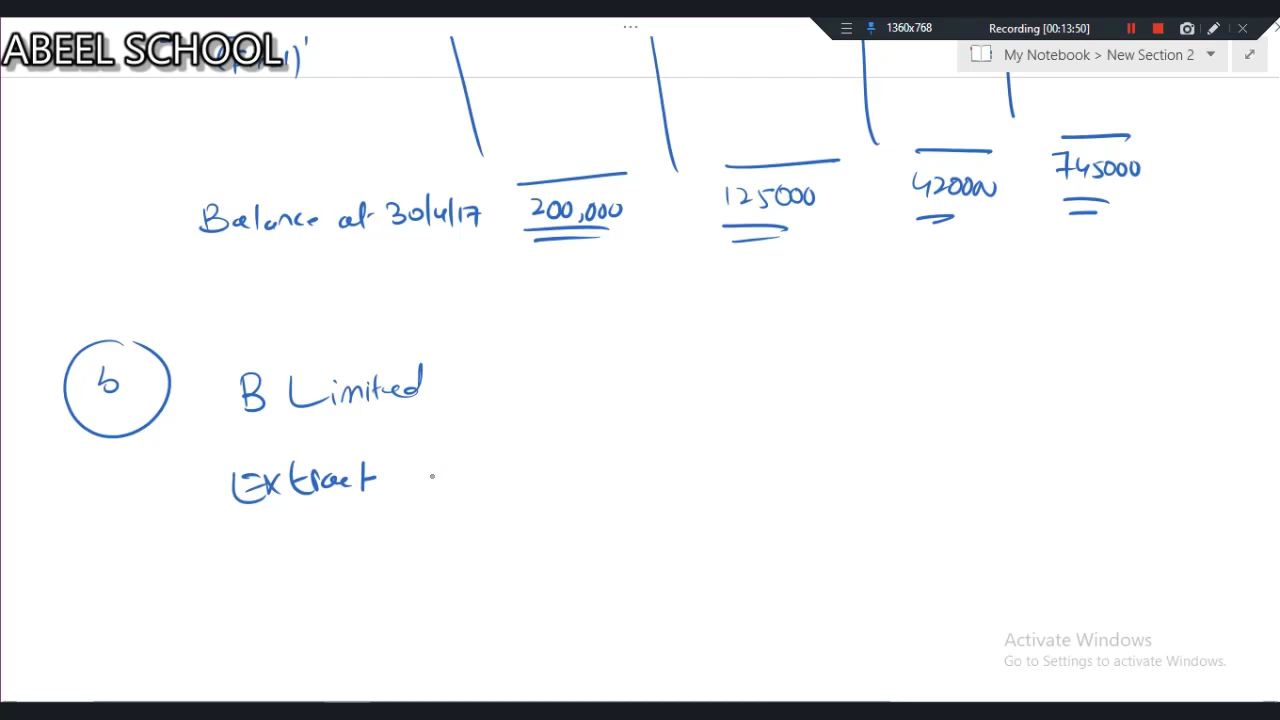 1360x768 Recording [00:13:50]
ABEEL SCHOOL
My Notebook > New Section 2
Balance at 30/4/17 200,000 125000 420000 745000
b B Limited
Extract
Activate Windows
Go to Settings to activate Windows.